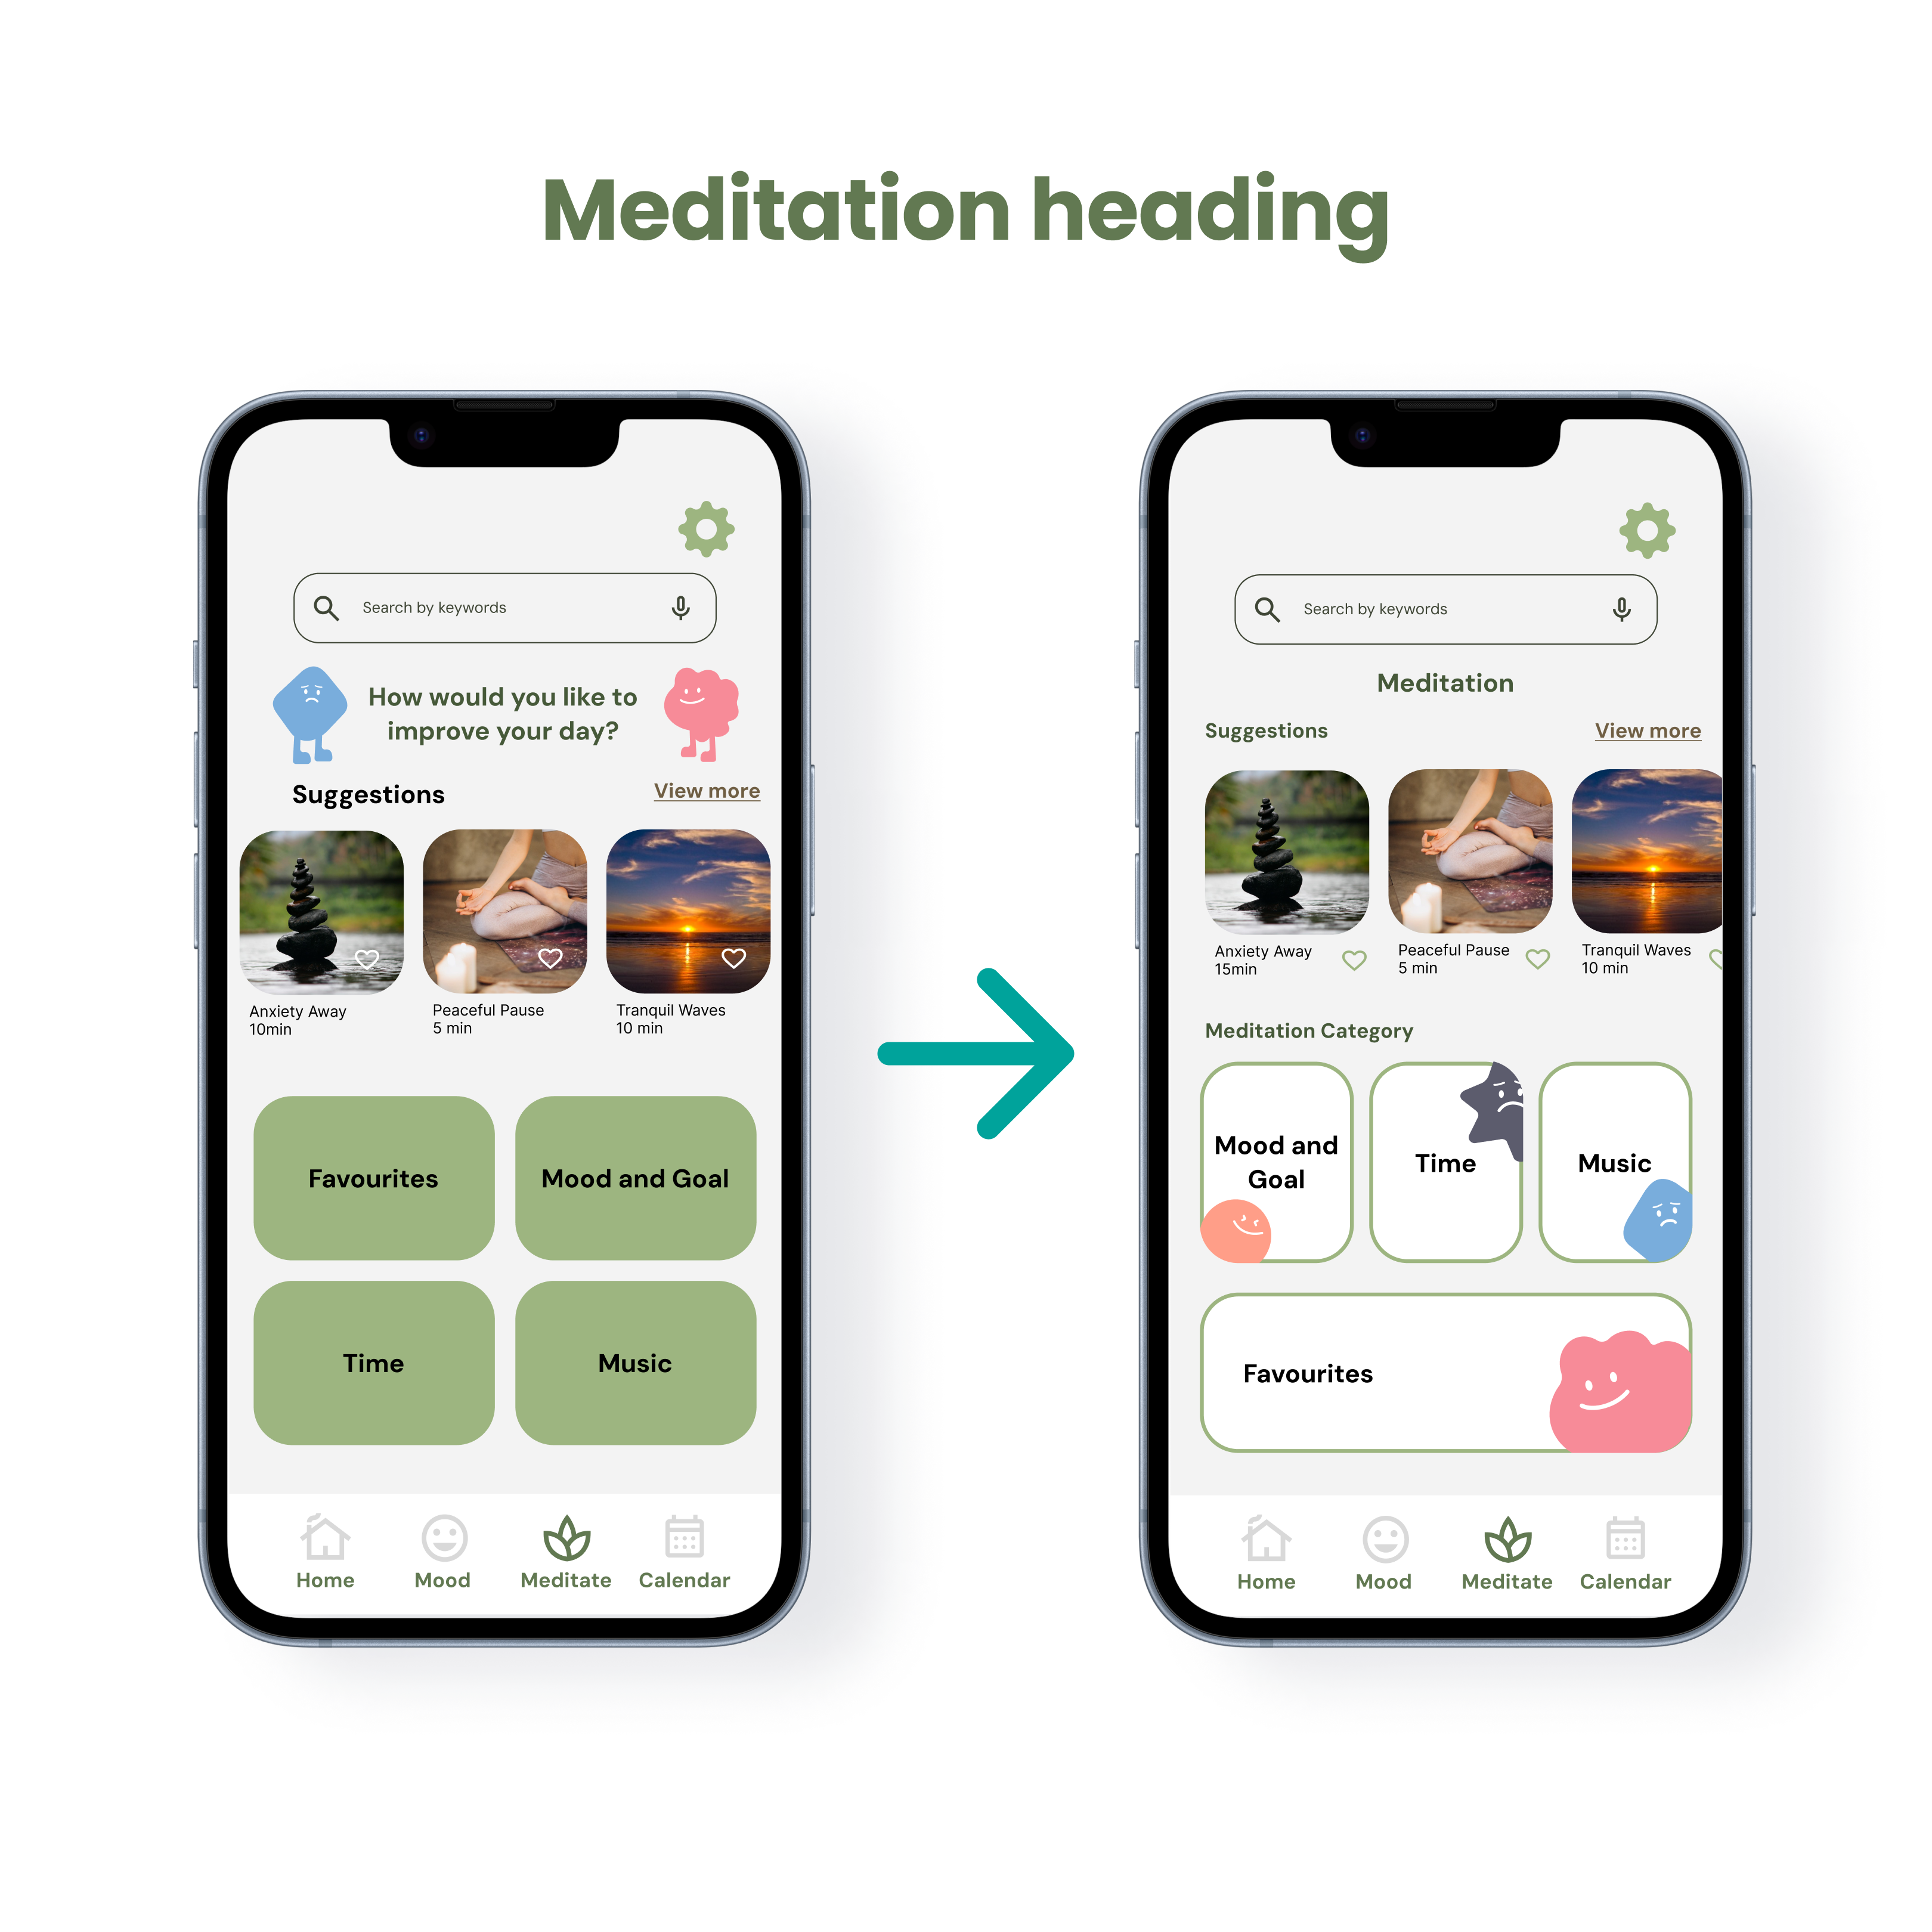 Meditation heading
Search by keywords
How would you like to
improve your day?
Suggestions
View more
Anxiety Away
10min
Peaceful Pause
5 min
Tranquil Waves
10 min
Favourites
Mood and Goal
Time
Music
Home
Mood
Meditate
Calendar
Search by keywords
Meditation
Suggestions
View more
Anxiety Away
15min
Peaceful Pause
5 min
Tranquil Waves
10 min
Meditation Category
Mood and
Goal
Time
Music
Favourites
Home
Mood
Meditate
Calendar